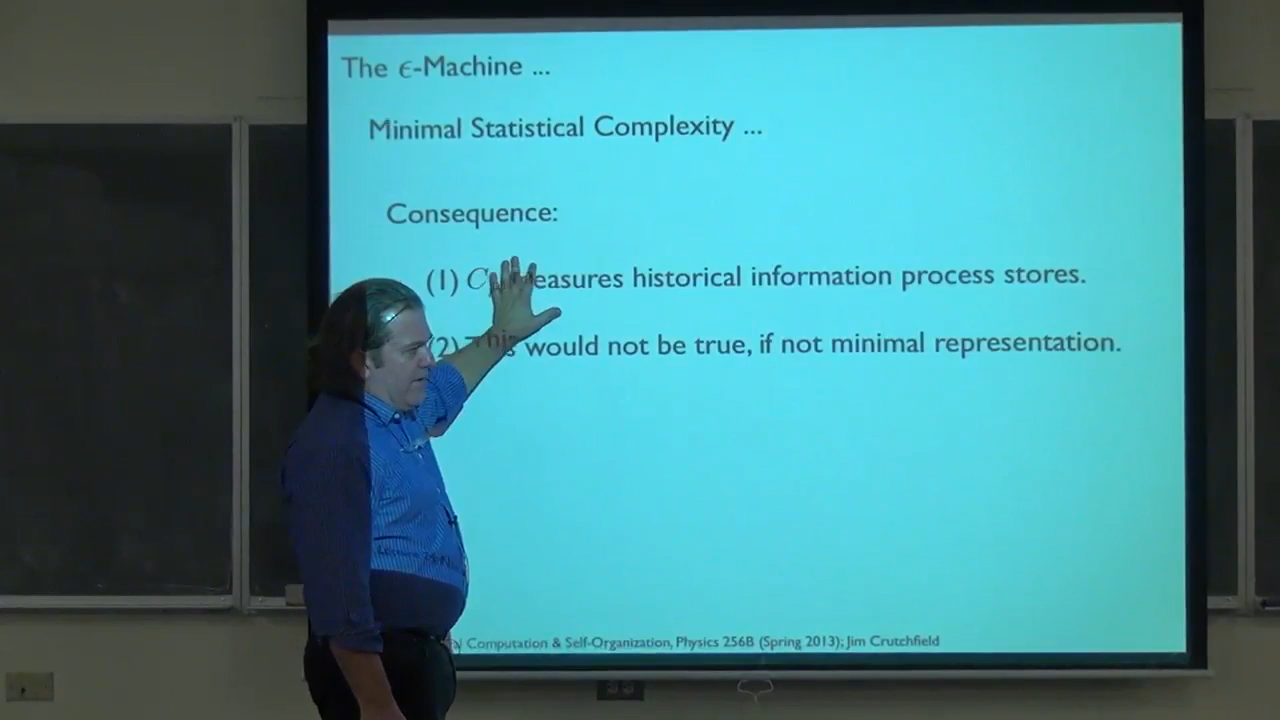 The ϵ-Machine ...
Minimal Statistical Complexity ...
Consequence:
(1) C easures historical information process stores.
(2) This would not be true, if not minimal representation.
Computation & Self-Organization, Physics 256B (Spring 2013); Jim Crutchfield